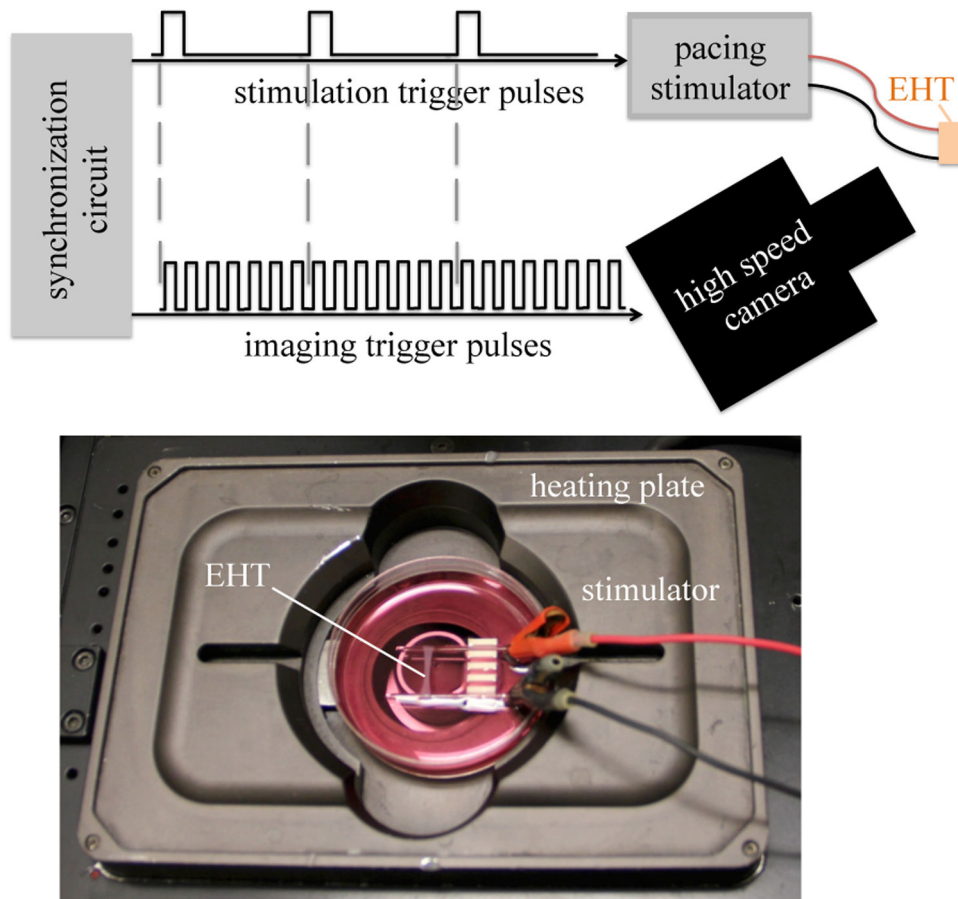 synchronization
circuit
stimulation trigger pulses
pacing
stimulator
EHT
imaging trigger pulses
high speed
camera
heating plate
EHT
stimulator